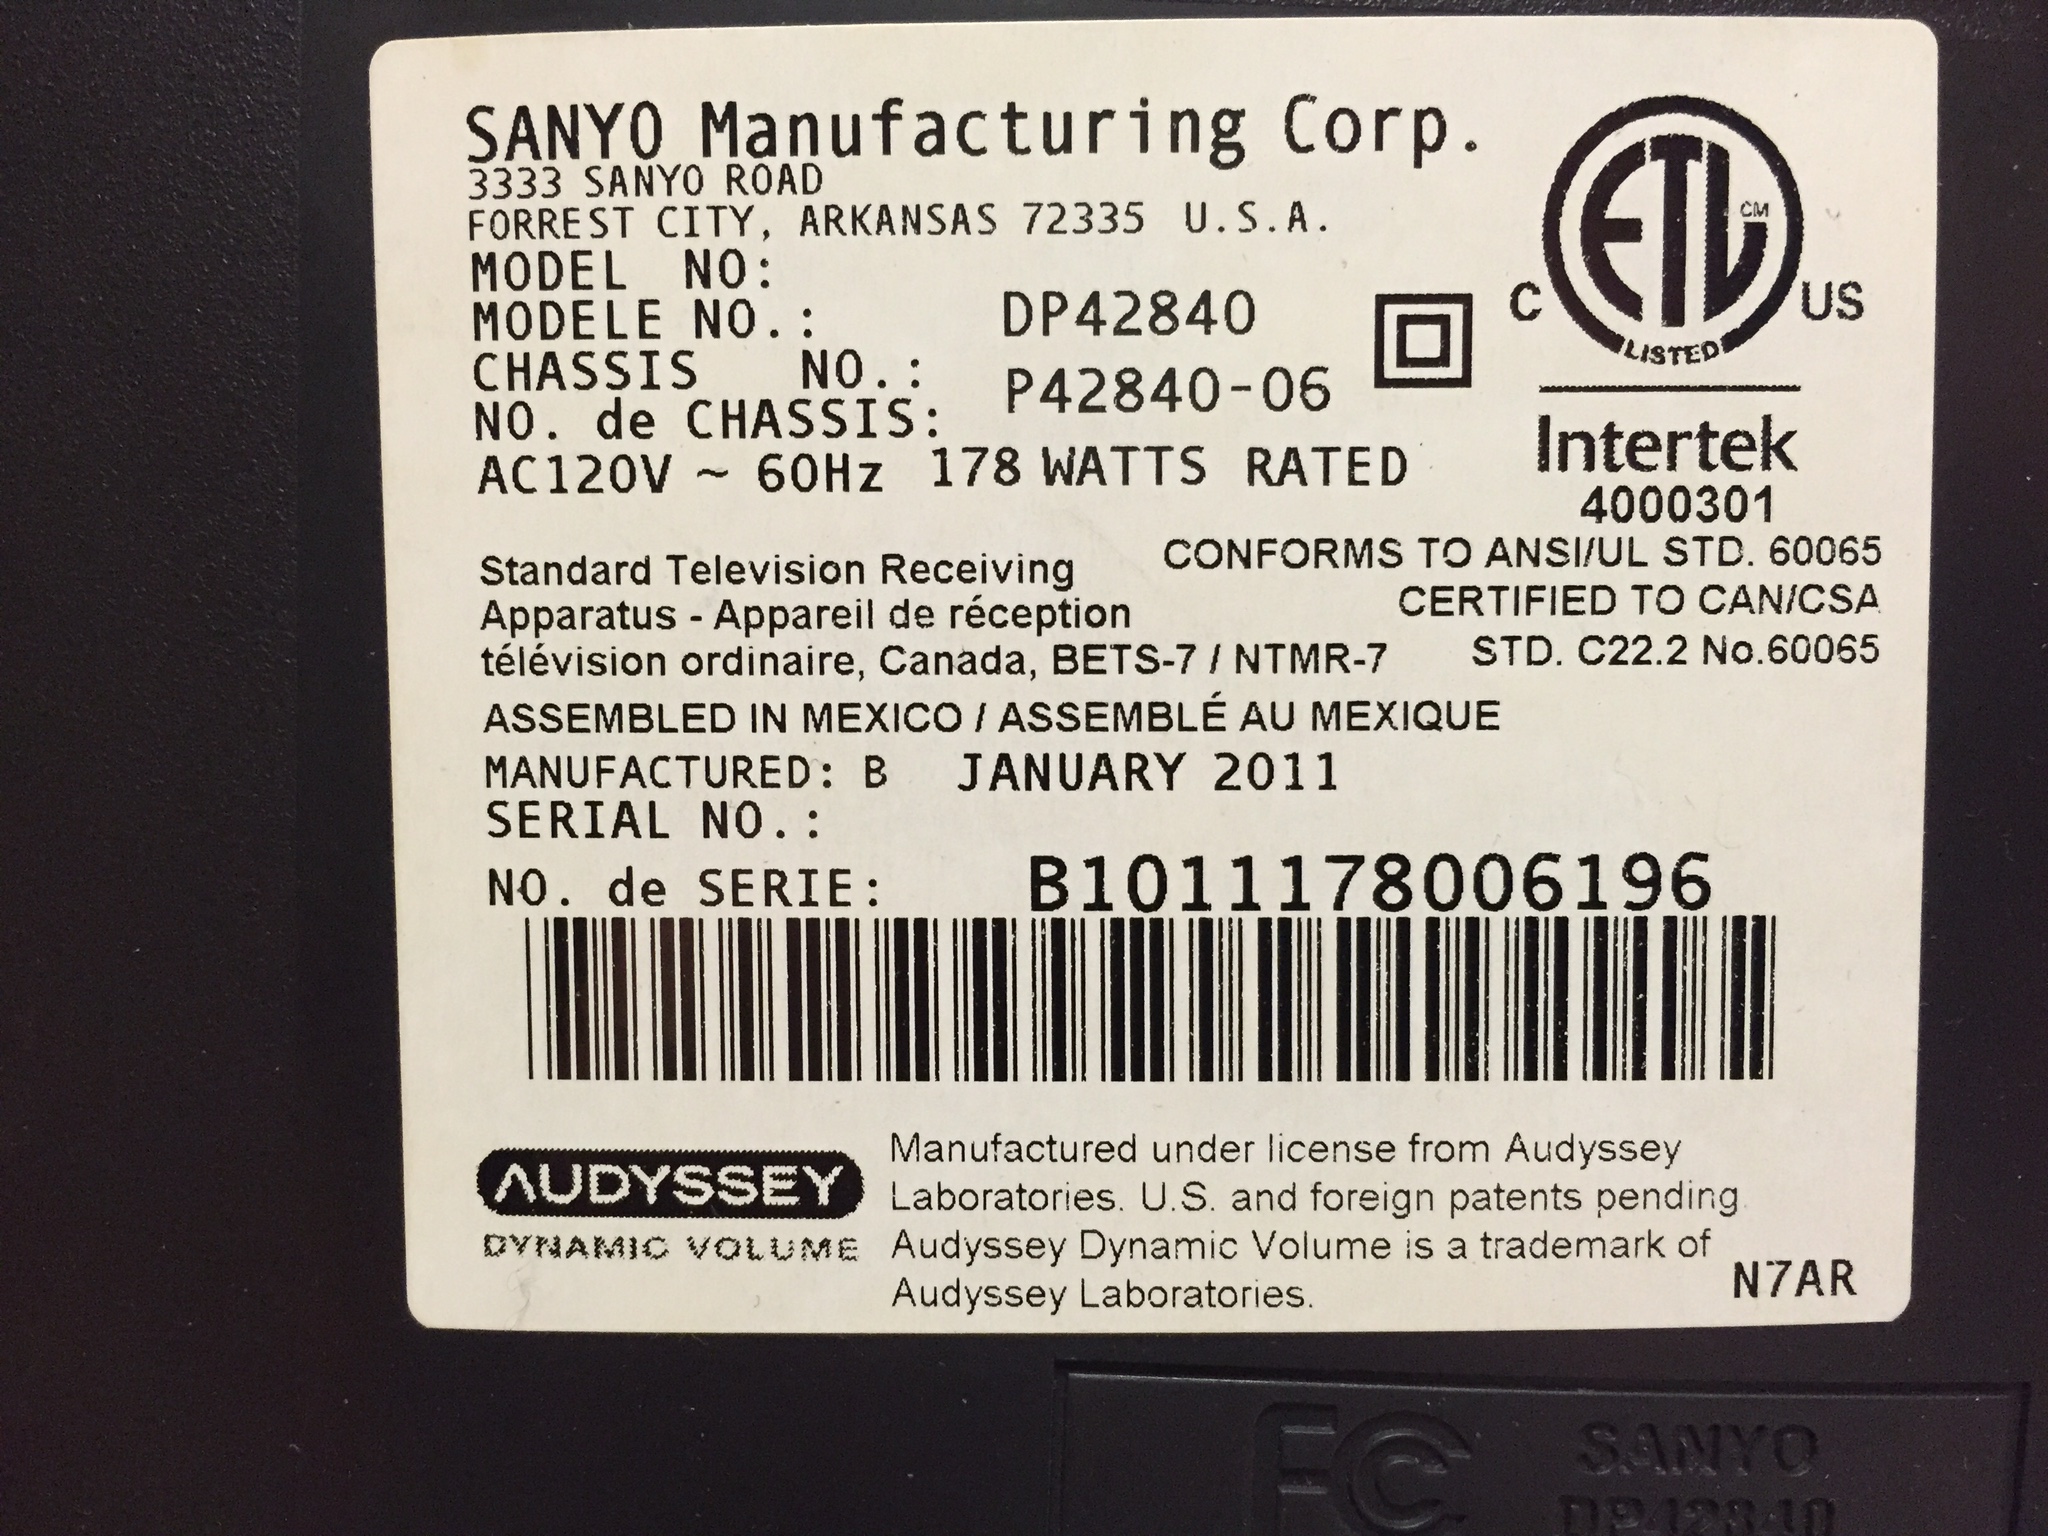 SANYO Manufacturing Corp.
3333 SANYO ROAD
FORREST CITY, ARKANSAS 72335 U.S.A.
MODEL NO:
MODELE NO.: DP42840
CHASSIS NO.:
NO. de CHASSIS: P42840-06
AC120V ~ 60Hz 178 WATTS RATED
ETL CM
C US
LISTED
Intertek
4000301
CONFORMS TO ANSI/UL STD. 60065
CERTIFIED TO CAN/CSA
STD. C22.2 No.60065
Standard Television Receiving
Apparatus - Appareil de réception
télévision ordinaire, Canada, BETS-7 / NTMR-7
ASSEMBLED IN MEXICO / ASSEMBLÉ AU MEXIQUE
MANUFACTURED: B JANUARY 2011
SERIAL NO.:
NO. de SERIE: B1011178006196
AUDYSSEY
DYNAMIC VOLUME
Manufactured under license from Audyssey
Laboratories. U.S. and foreign patents pending
Audyssey Dynamic Volume is a trademark of
Audyssey Laboratories.
N7AR
FC SANYO
DP42840